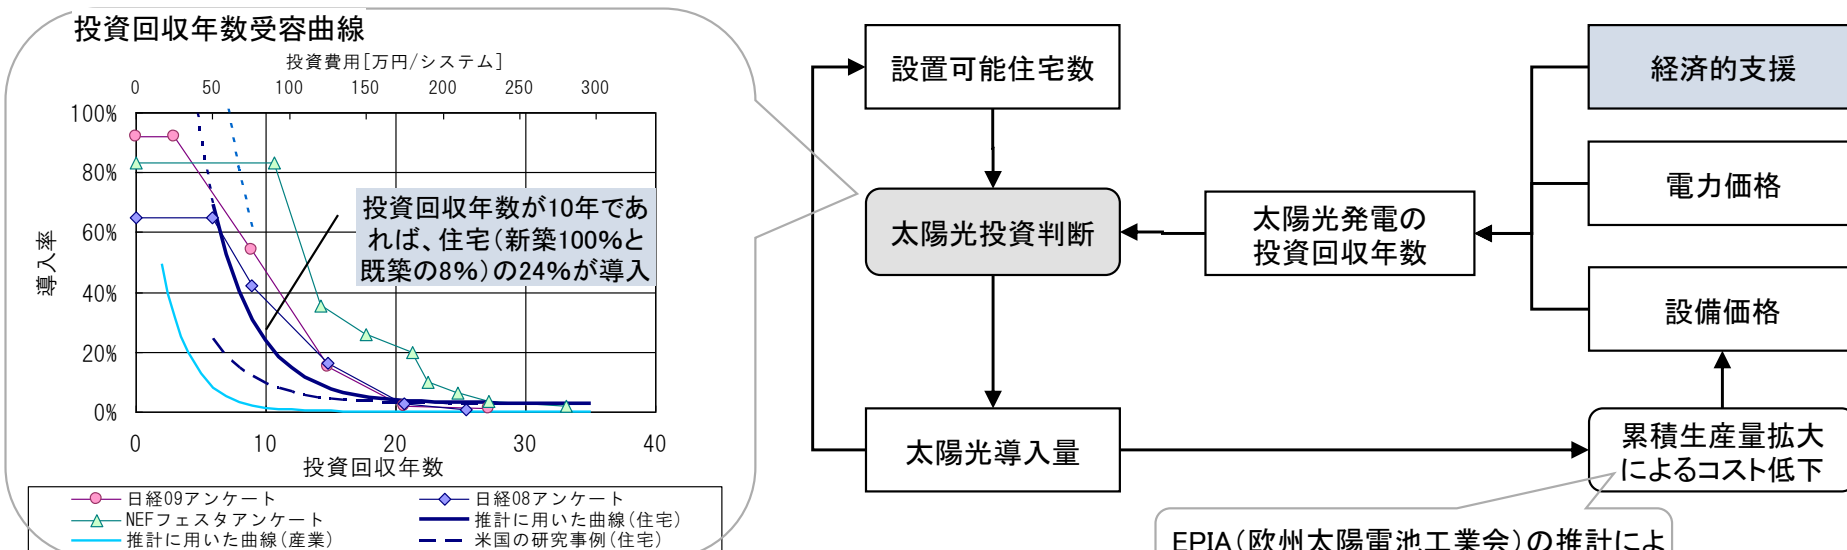 投資回収年数受容曲線
投資費用[万円/システム]
0 50 100 150 200 250 300
100%
80%
60%
40%
20%
0%
導入率
0 10 20 30 40
投資回収年数
投資回収年数が10年であ
れば、住宅(新築100%と
既築の8%)の24%が導入
日経09アンケート
日経08アンケート
NEFフェスタアンケート
推計に用いた曲線(住宅)
推計に用いた曲線(産業)
米国の研究事例(住宅)
設置可能住宅数
太陽光投資判断
太陽光導入量
太陽光発電の
投資回収年数
経済的支援
電力価格
設備価格
累積生産量拡大
によるコスト低下
EPIA(欧州太陽電池工業会)の推計によ